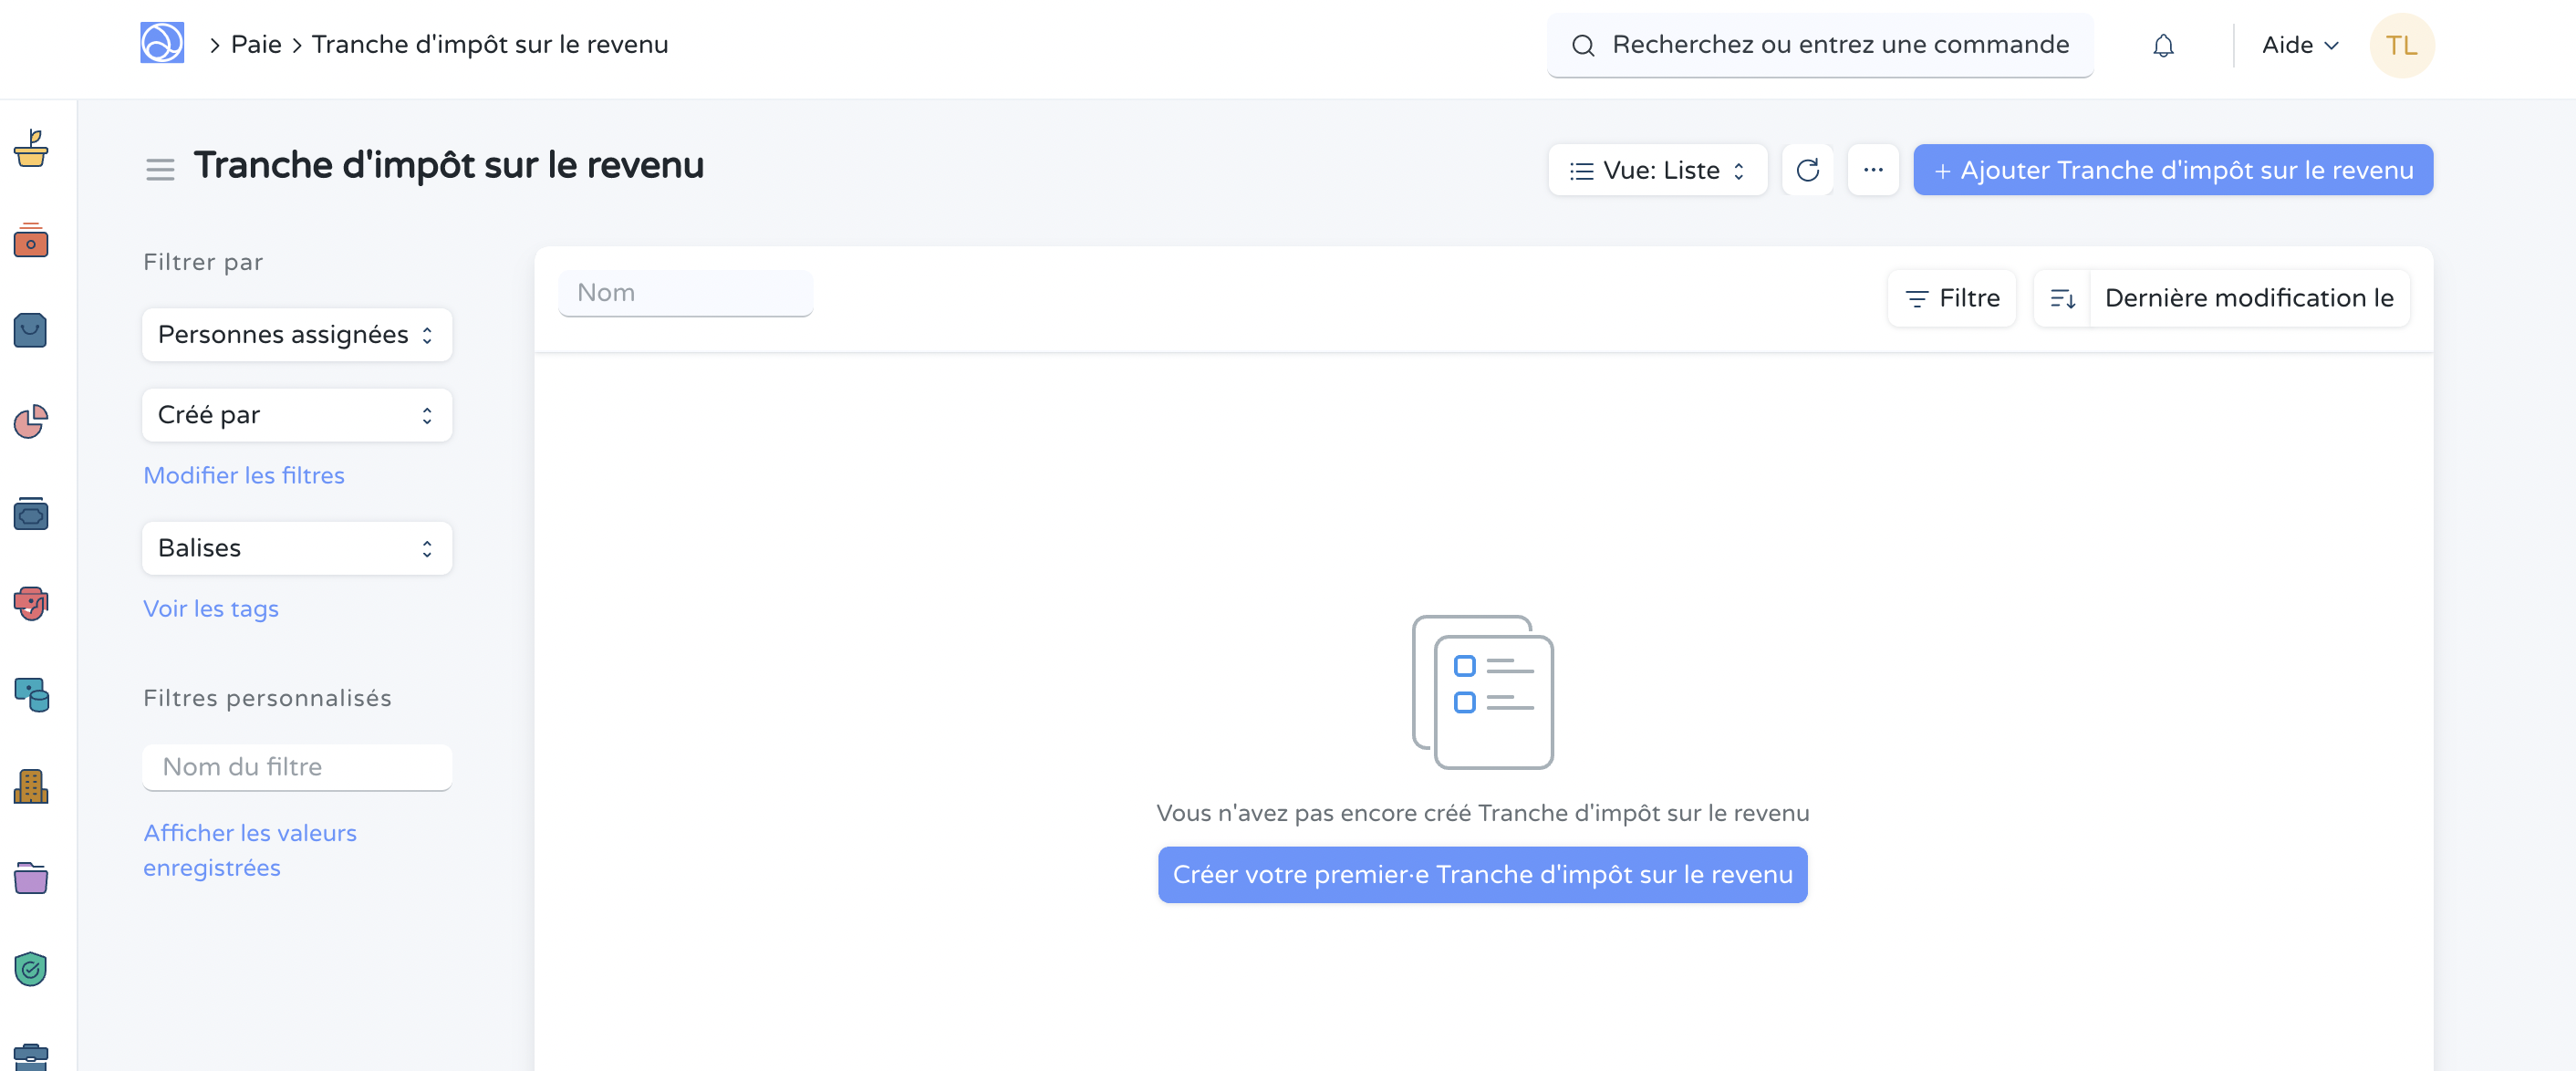 Paie
Tranche d'impôt sur le revenu
Recherchez ou entrez une commande
Aide
TL
Tranche d'impôt sur le revenu
Vue: Liste
Ajouter Tranche d'impôt sur le revenu
Filtrer par
Personnes assignées
Créé par
Modifier les filtres
Balises
Voir les tags
Filtres personnalisés
Nom du filtre
Afficher les valeurs
enregistrées
Nom
Filtre
Dernière modification le
Vous n'avez pas encore créé Tranche d'impôt sur le revenu
Créer votre premier·e Tranche d'impôt sur le revenu